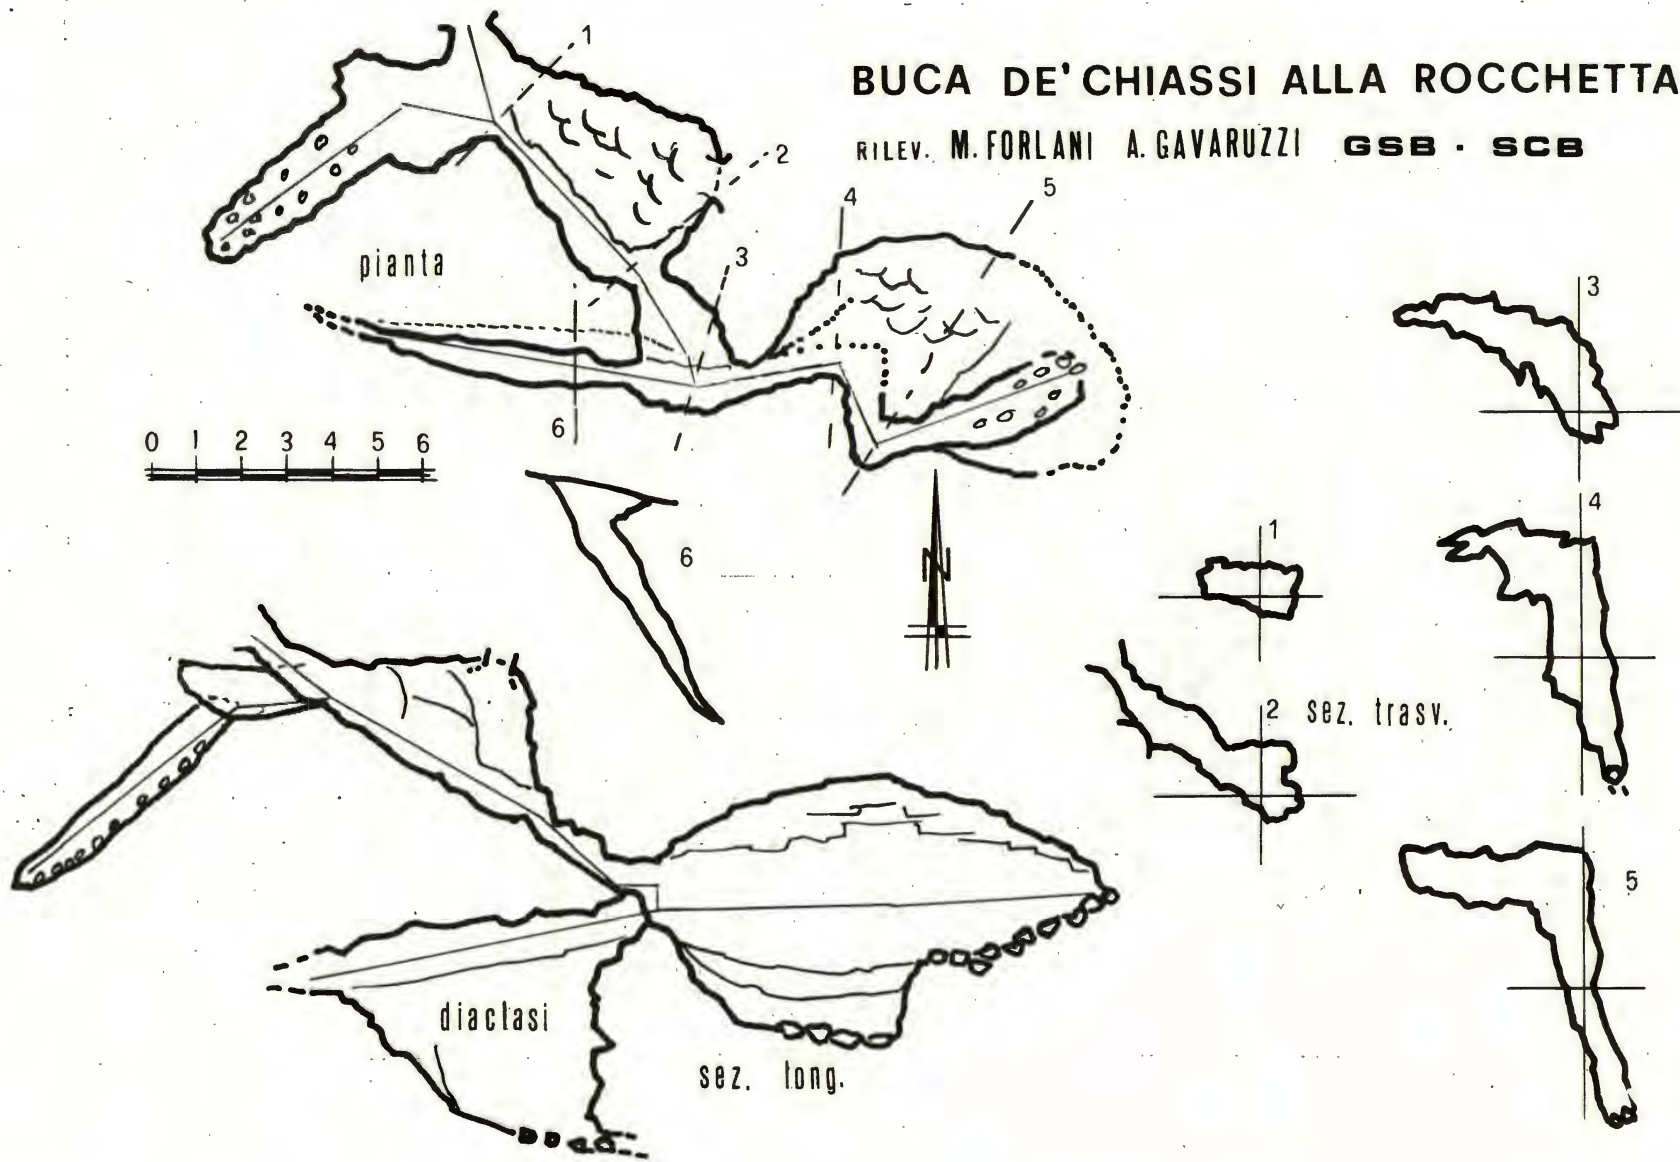 BUCA DE' CHIASSI ALLA ROCCHETTA
RILEV. M. FORLANI A. GAVARUZZI GSB · SCB
1
2
3
4
5
pianta
6
0 1 2 3 4 5 6
6
N
1
2 sez. trasv.
3
4
5
diaclasi
sez. long.